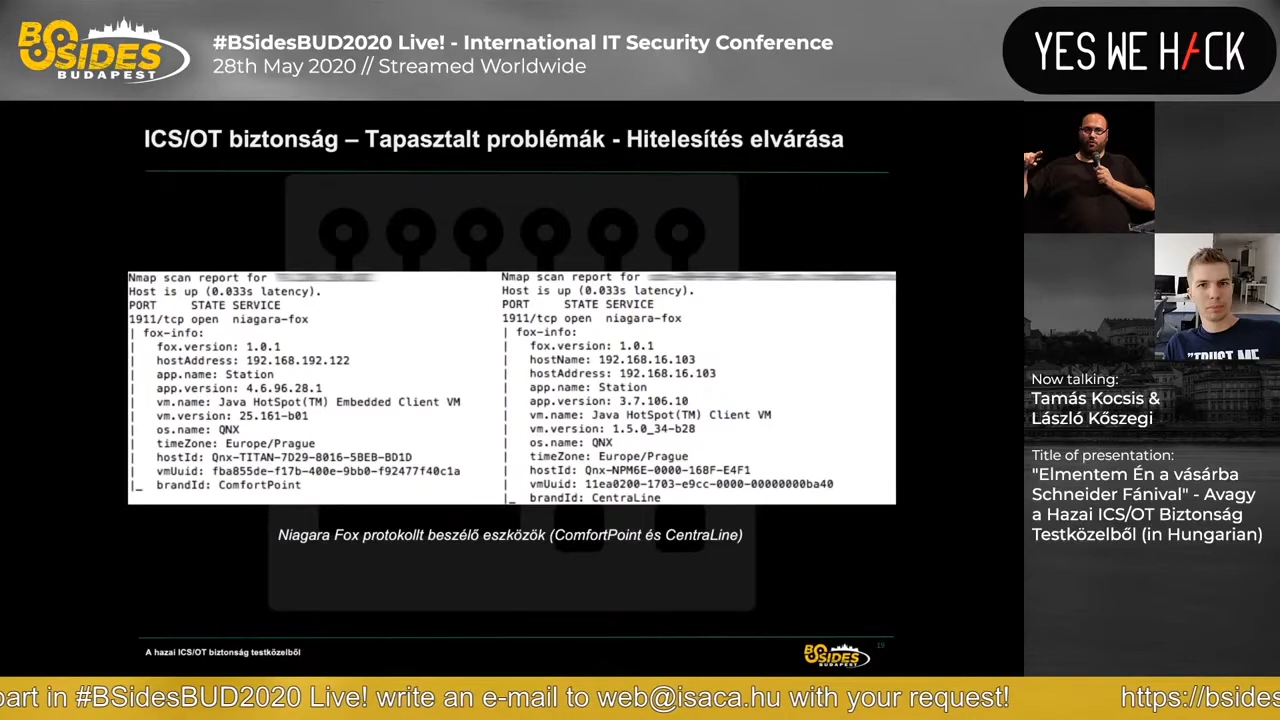 BSIDES
BUDAPEST
#BSidesBUD2020 Live! - International IT Security Conference
28th May 2020 // Streamed Worldwide
YES WE H/CK
ICS/OT biztonság – Tapasztalt problémák - Hitelesítés elvárása
Nmap scan report for
Host is up (0.033s latency).
PORT STATE SERVICE
1911/tcp open niagara-fox
| fox-info:
| fox.version: 1.0.1
| hostAddress: 192.168.192.122
| app.name: Station
| app.version: 4.6.96.28.1
| vm.name: Java HotSpot(TM) Embedded Client VM
| vm.version: 25.161-b01
| os.name: QNX
| timeZone: Europe/Prague
| hostId: Qnx-TITAN-7D29-8016-5BEB-BD1D
| vmUuid: fba855de-f17b-400e-9bb0-f92477f40c1a
|_ brandId: ComfortPoint
Nmap scan report for
Host is up (0.033s latency).
PORT STATE SERVICE
1911/tcp open niagara-fox
| fox-info:
| fox.version: 1.0.1
| hostName: 192.168.16.103
| hostAddress: 192.168.16.103
| app.name: Station
| app.version: 3.7.106.10
| vm.name: Java HotSpot(TM) Client VM
| vm.version: 1.5.0_34-b28
| os.name: QNX
| timeZone: Europe/Prague
| hostId: Qnx-NPM6E-0000-168F-E4F1
| vmUuid: 11ea0200-1703-e9cc-0000-00000000ba40
|_ brandId: CentraLine
Niagara Fox protokollt beszélő eszközök (ComfortPoint és CentraLine)
A hazai ICS/OT biztonság testközelből
BSIDES
BUDAPEST
19
"TRUST ME
Now talking:
Tamás Kocsis &
László Kőszegi
Title of presentation:
"Elmentem Én a vásárba
Schneider Fánival" - Avagy
a Hazai ICS/OT Biztonság
Testközelből (in Hungarian)
part in #BSidesBUD2020 Live! write an e-mail to web@isaca.hu with your request! https://bsides